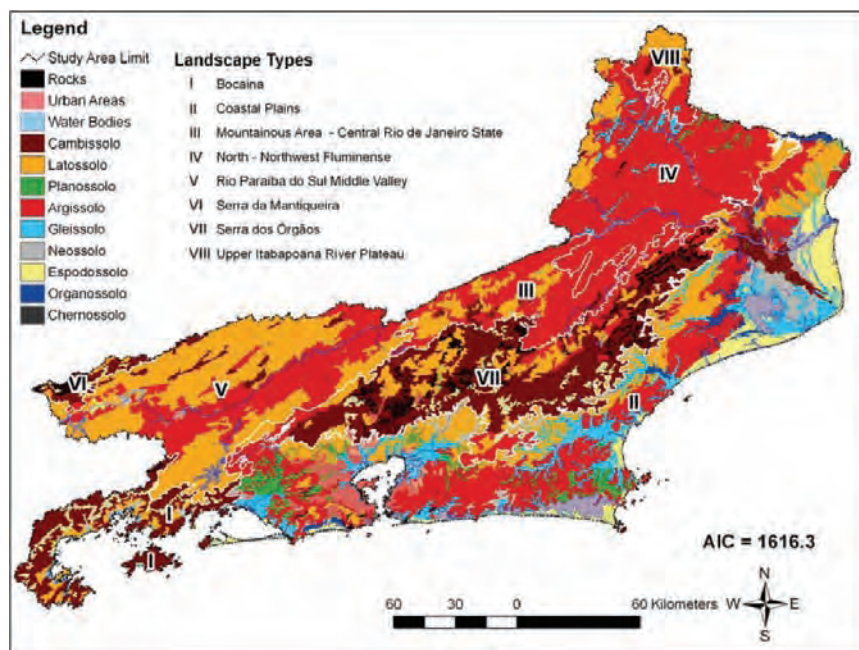 Legend
Study Area Limit
Rocks
Urban Areas
Water Bodies
Cambissolo
Latossolo
Planossolo
Argissolo
Gleissolo
Neossolo
Espodossolo
Organossolo
Chernossolo
Landscape Types
I Bocaina
II Coastal Plains
III Mountainous Area - Central Rio de Janeiro State
IV North - Northwest Fluminense
V Rio Paraíba do Sul Middle Valley
VI Serra da Mantiqueira
VII Serra dos Órgãos
VIII Upper Itabapoana River Plateau
VIII
IV
III
VI
V
VII
II
I
I
AIC = 1616.3
60 30 0 60 Kilometers
N
W E
S